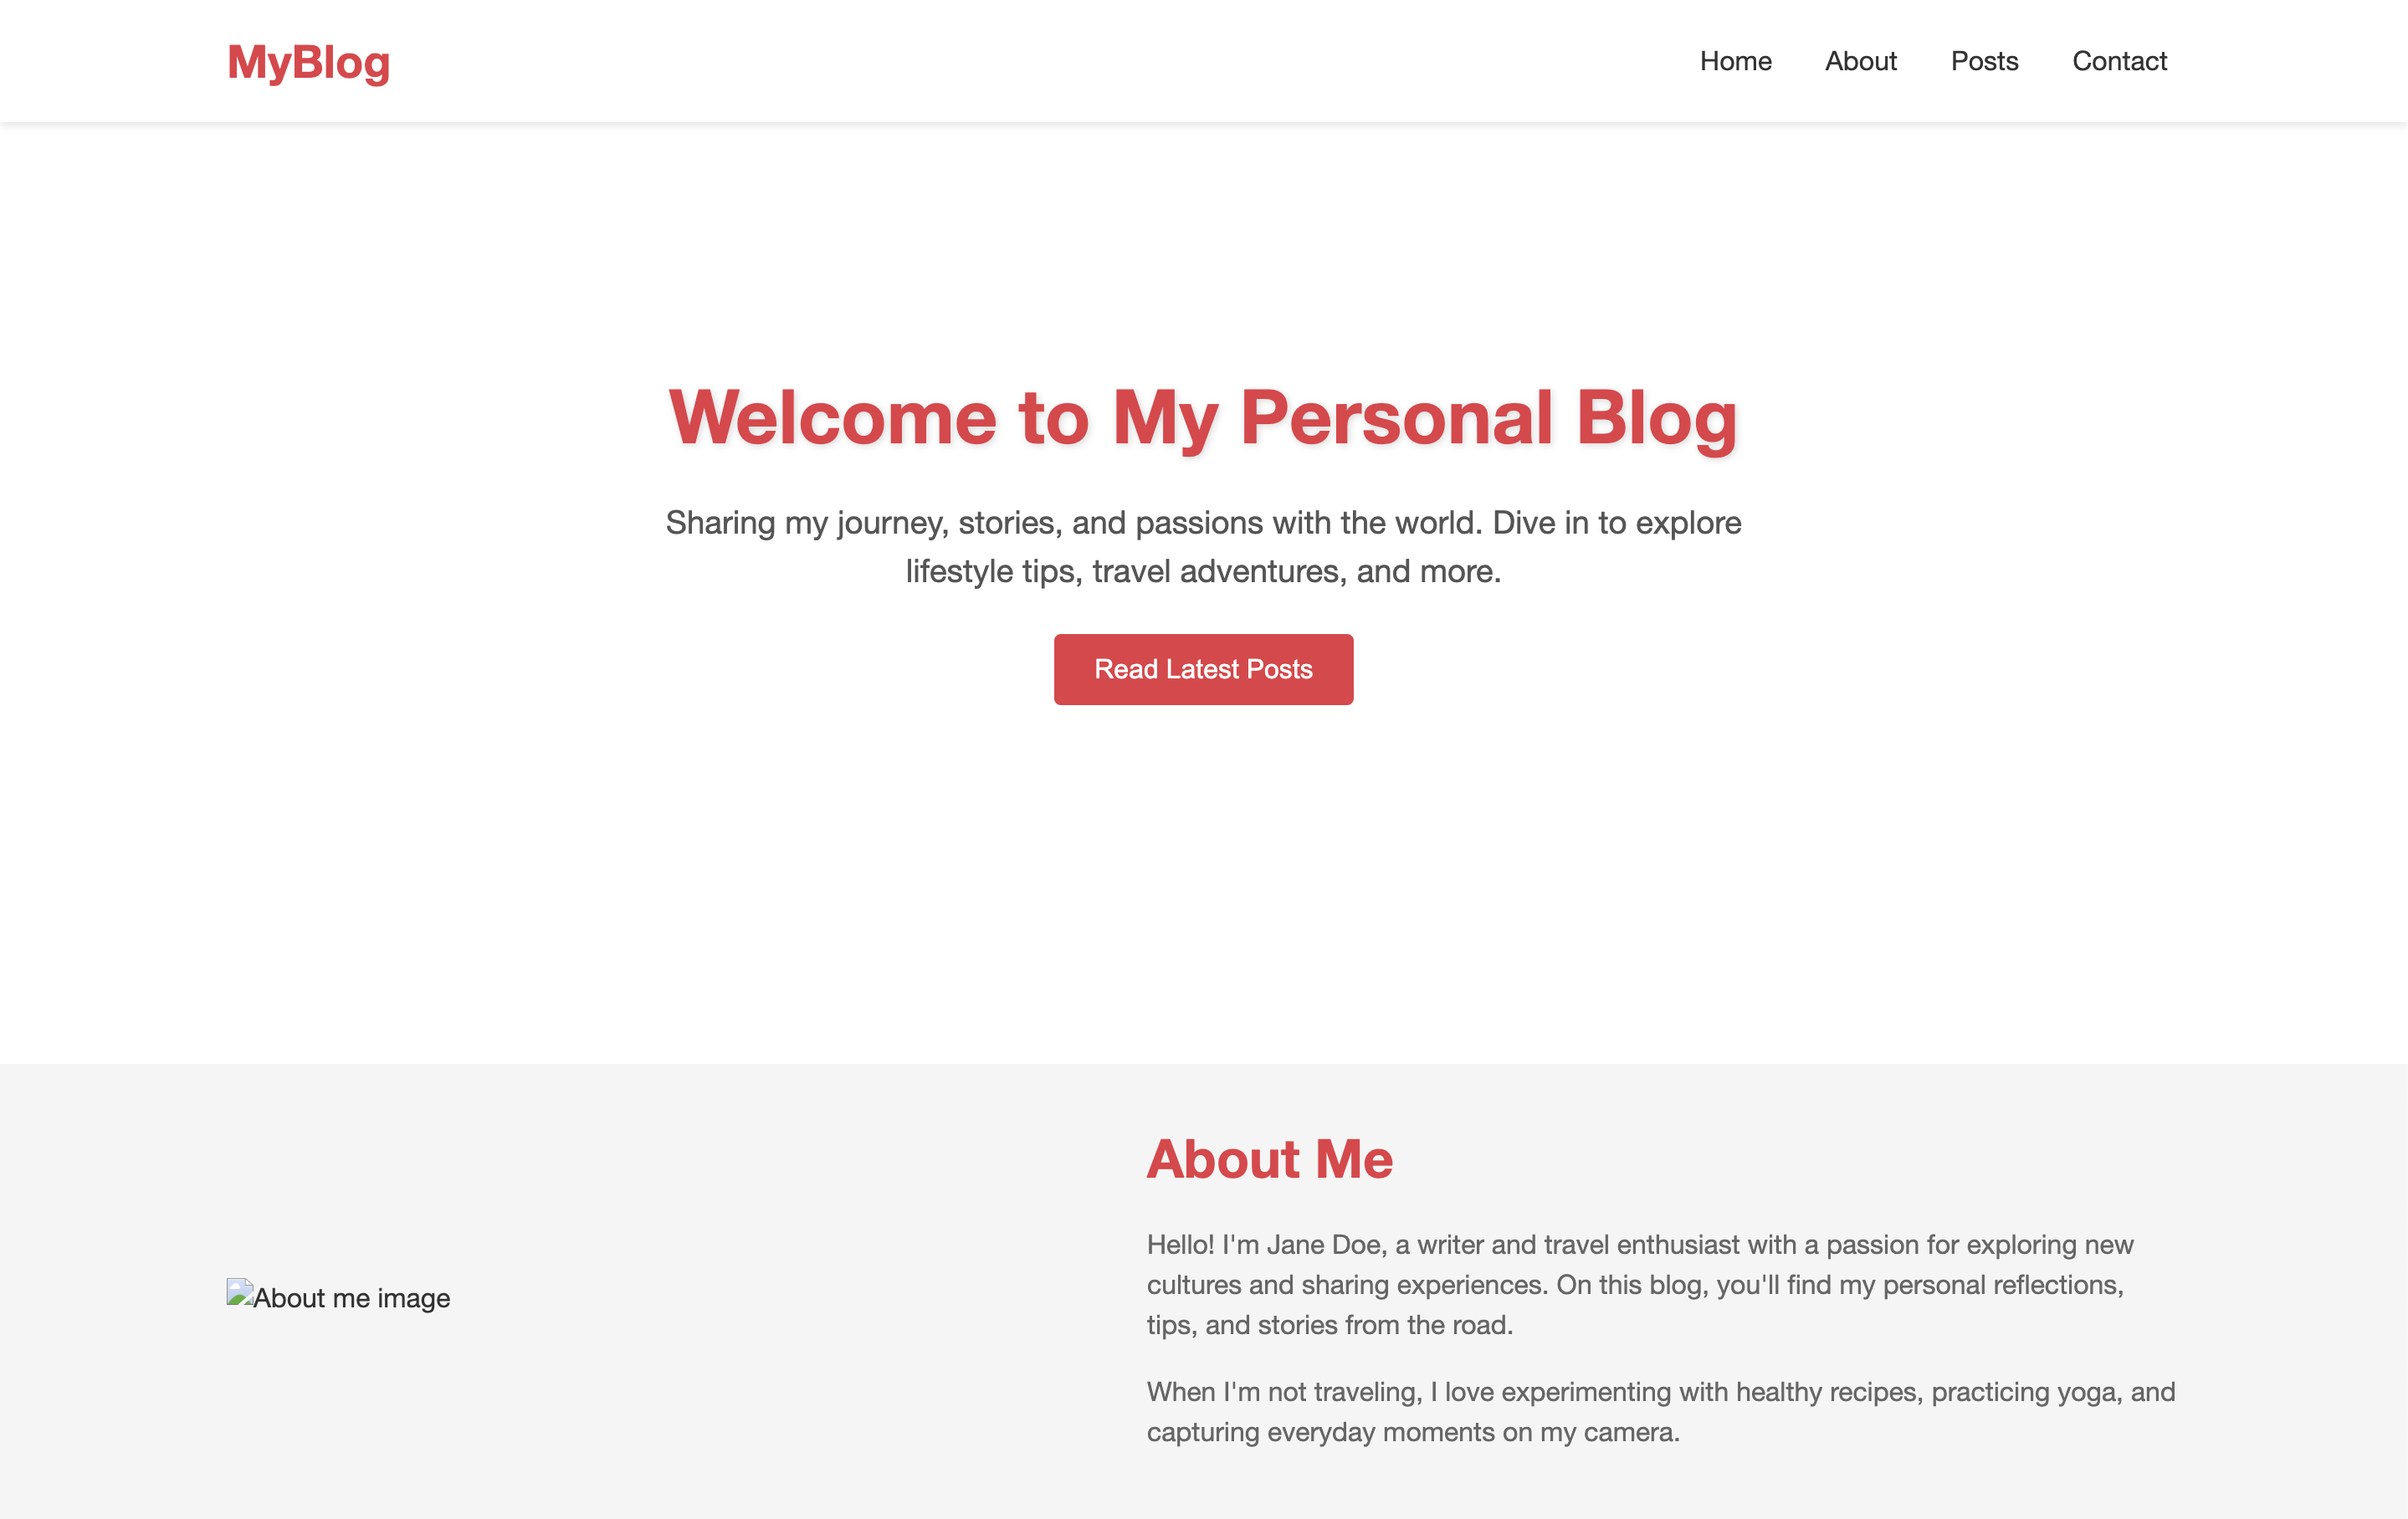 MyBlog
Home About Posts Contact
Welcome to My Personal Blog
Sharing my journey, stories, and passions with the world. Dive in to explore
lifestyle tips, travel adventures, and more.
Read Latest Posts
About me image
About Me
Hello! I'm Jane Doe, a writer and travel enthusiast with a passion for exploring new
cultures and sharing experiences. On this blog, you'll find my personal reflections,
tips, and stories from the road.
When I'm not traveling, I love experimenting with healthy recipes, practicing yoga, and
capturing everyday moments on my camera.